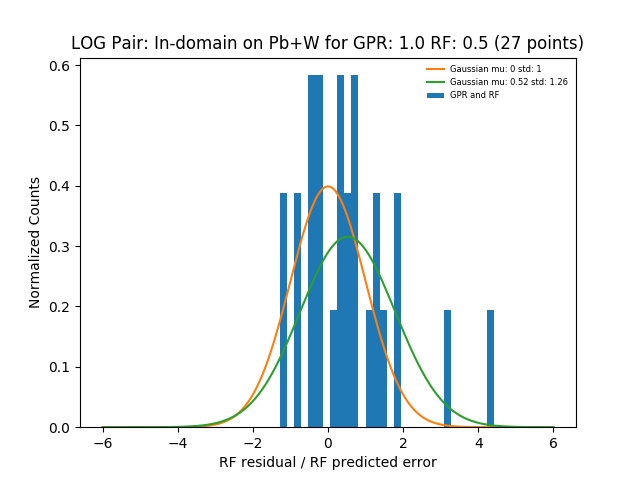 LOG Pair: In-domain on Pb+W for GPR: 1.0 RF: 0.5 (27 points)
Gaussian mu: 0 std: 1
Gaussian mu: 0.52 std: 1.26
GPR and RF
Normalized Counts
0.6
0.5
0.4
0.3
0.2
0.1
0.0
−6 −4 −2 0 2 4 6
RF residual / RF predicted error